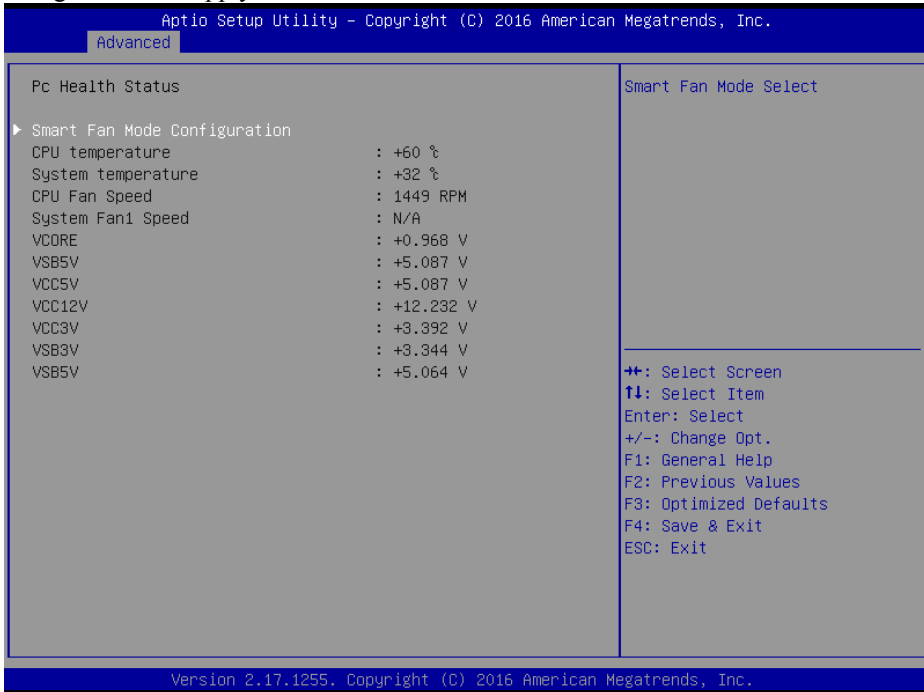 Aptio Setup Utility – Copyright (C) 2016 American Megatrends, Inc.
Advanced
Pc Health Status
Smart Fan Mode Configuration
CPU temperature : +60 ℃
System temperature : +32 ℃
CPU Fan Speed : 1449 RPM
System Fan1 Speed : N/A
VCORE : +0.968 V
VSB5V : +5.087 V
VCC5V : +5.087 V
VCC12V : +12.232 V
VCC3V : +3.392 V
VSB3V : +3.344 V
VSB5V : +5.064 V
Smart Fan Mode Select
→←: Select Screen
↑↓: Select Item
Enter: Select
+/-: Change Opt.
F1: General Help
F2: Previous Values
F3: Optimized Defaults
F4: Save & Exit
ESC: Exit
Version 2.17.1255. Copyright (C) 2016 American Megatrends, Inc.